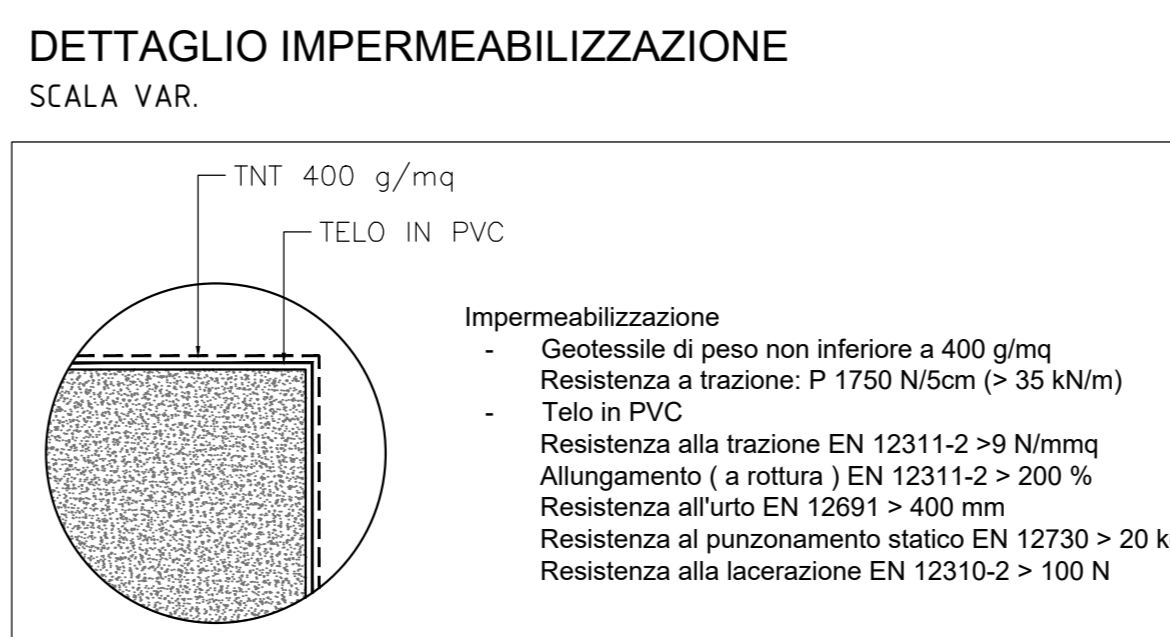 DETTAGLIO IMPERMEABILIZZAZIONE
SCALA VAR.
TNT 400 g/mq
TELO IN PVC
Impermeabilizzazione
- Geotessile di peso non inferiore a 400 g/mq
Resistenza a trazione: P 1750 N/5cm (> 35 kN/m)
- Telo in PVC
Resistenza alla trazione EN 12311-2 >9 N/mmq
Allungamento ( a rottura ) EN 12311-2 > 200 %
Resistenza all'urto EN 12691 > 400 mm
Resistenza al punzonamento statico EN 12730 > 20
Resistenza alla lacerazione EN 12310-2 > 100 N